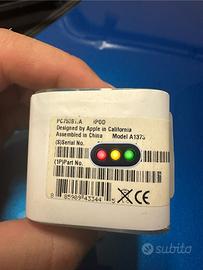 iPOD
Designed by Apple in California
Assembled in China Model A1373
(S)Serial No.
(1P)Part No.
8 85909 43344
subito